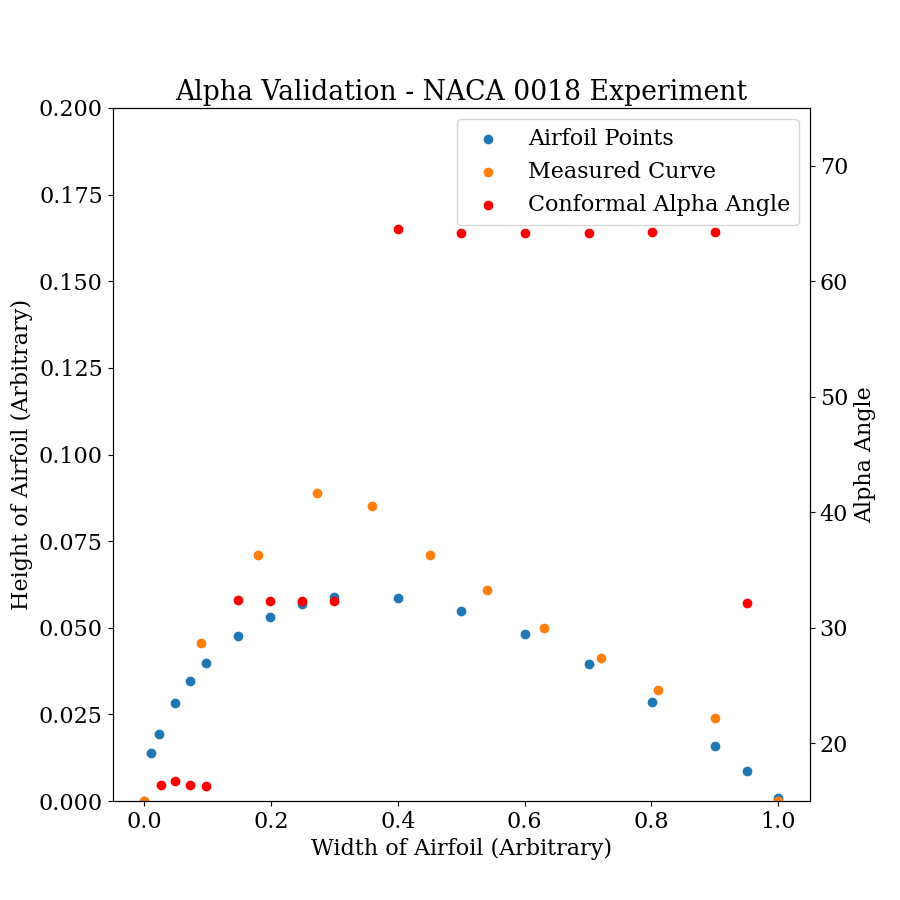 Alpha Validation - NACA 0018 Experiment
Airfoil Points
Measured Curve
Conformal Alpha Angle
0.200
0.175
0.150
0.125
0.100
0.075
0.050
0.025
0.000
Height of Airfoil (Arbitrary)
70
60
50
40
30
20
Alpha Angle
0.0 0.2 0.4 0.6 0.8 1.0
Width of Airfoil (Arbitrary)